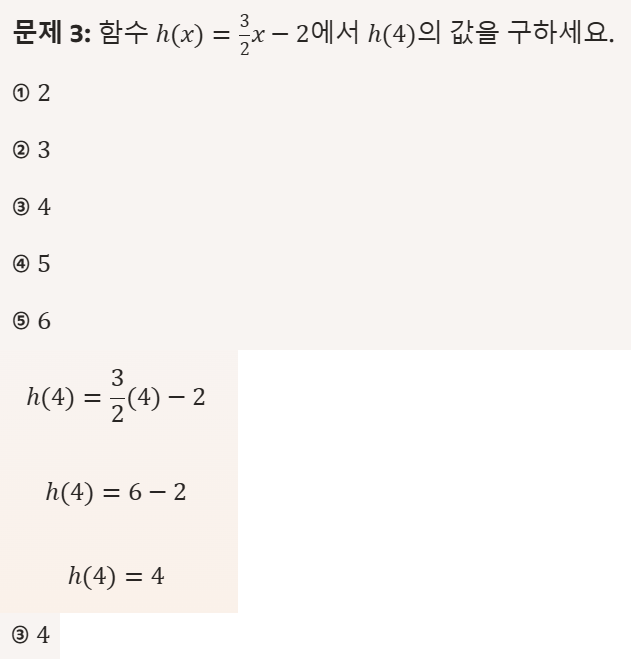 문제 3: 함수 h(x) = 3/2 x − 2에서 h(4)의 값을 구하세요.
① 2
② 3
③ 4
④ 5
⑤ 6
h(4) = 3/2 (4) − 2
h(4) = 6 − 2
h(4) = 4
③ 4